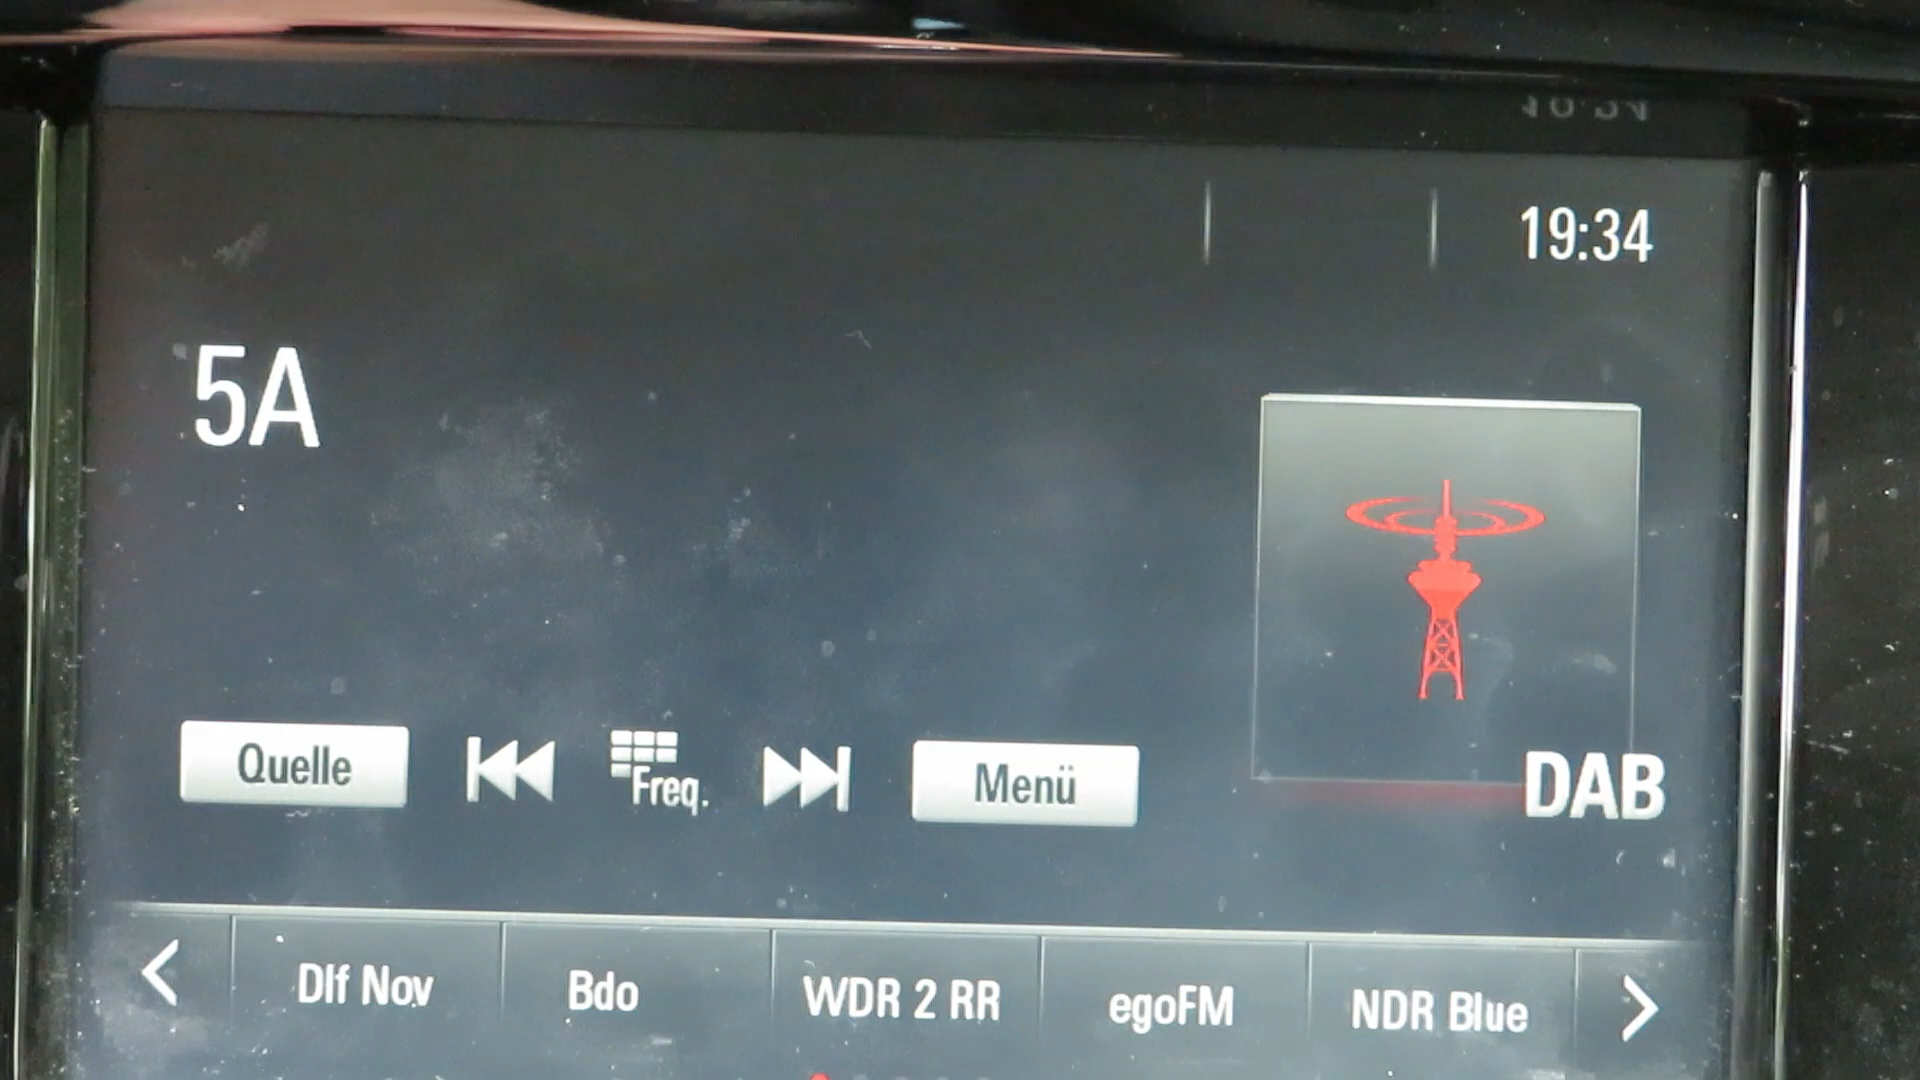 19:34
5A
Quelle
Freq.
Menü
DAB
Dlf Nov
Bdo
WDR 2 RR
egoFM
NDR Blue